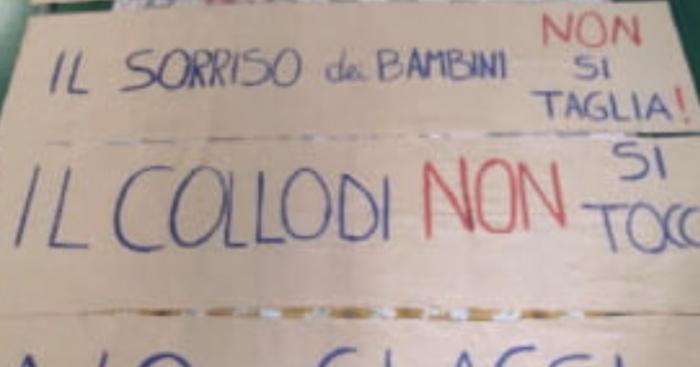 IL SORRISO dei BAMBINI NON
SI
TAGLIA!
IL COLLODI NON SI
TOCC